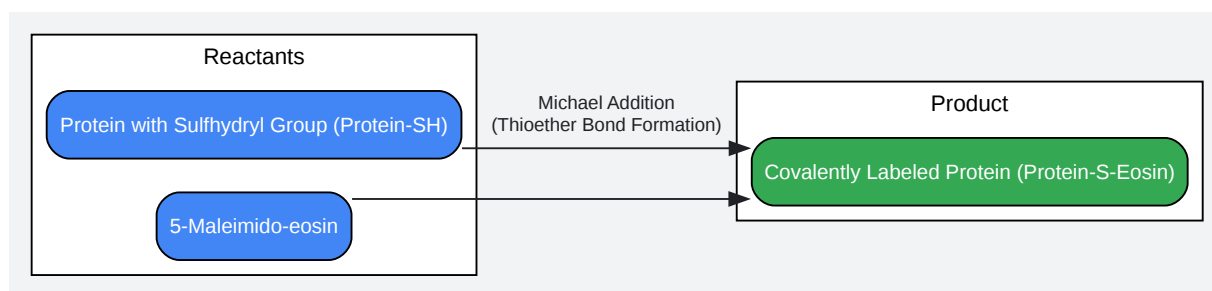 Reactants
Protein with Sulfhydryl Group (Protein-SH)
5-Maleimido-eosin
Michael Addition
(Thioether Bond Formation)
Product
Covalently Labeled Protein (Protein-S-Eosin)